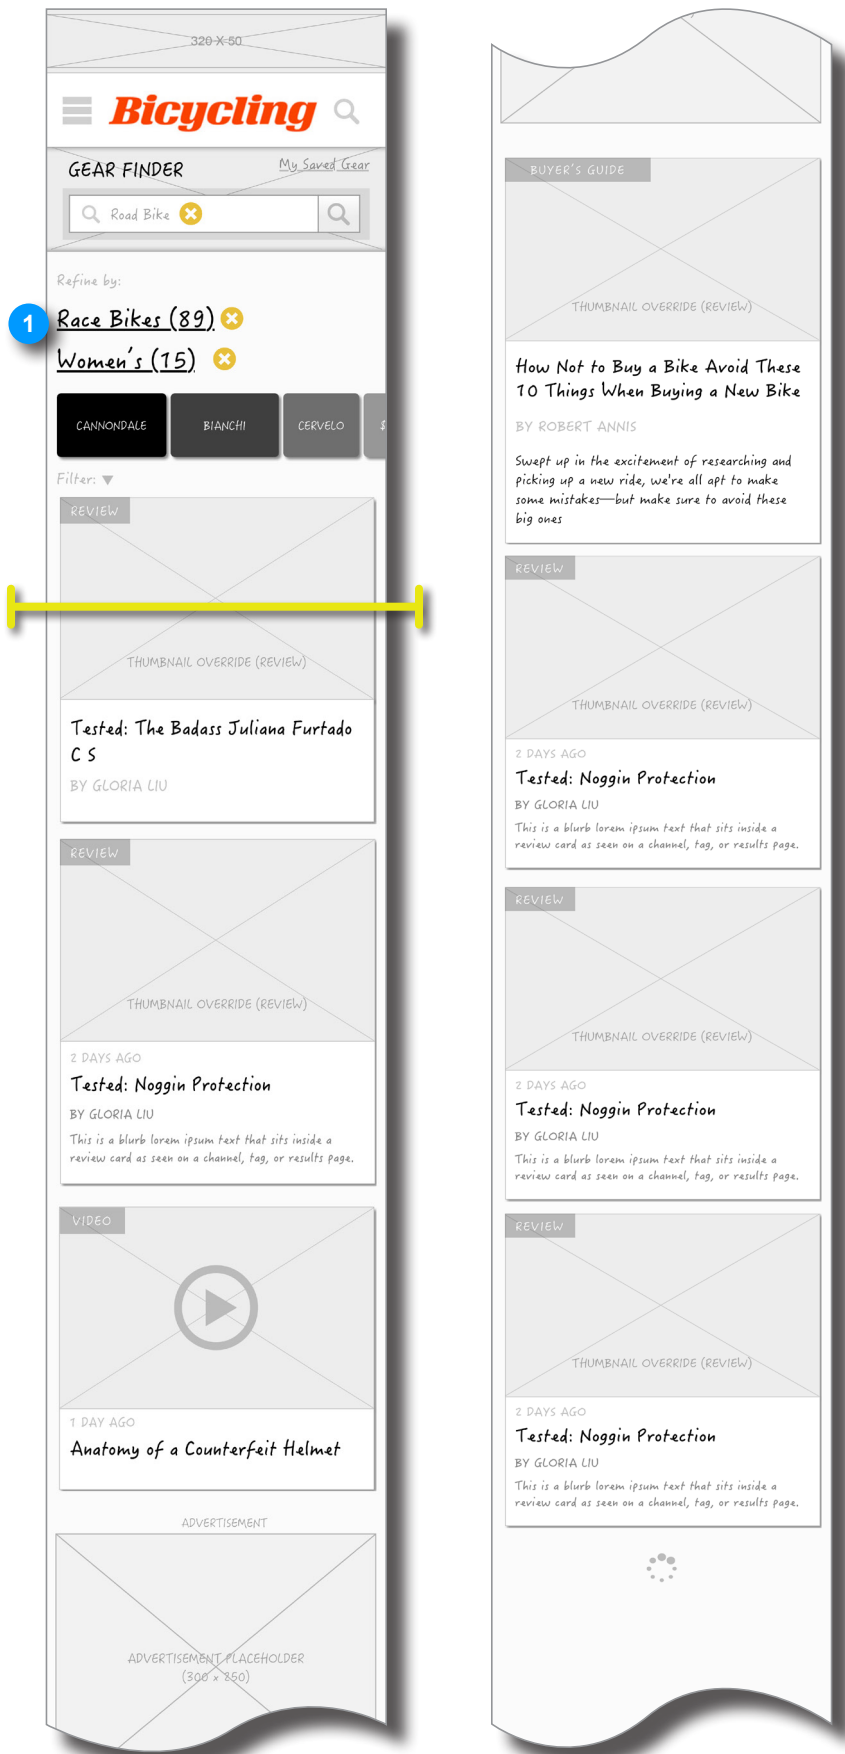 320 X 50
Bicycling
GEAR FINDER
My Saved Gear
Road Bike
Refine by:
1
Race Bikes (89)
Women's (15)
CANNONDALE
BIANCHI
CERVELO
$
Filter:
REVIEW
THUMBNAIL OVERRIDE (REVIEW)
Tested: The Badass Juliana Furtado
C S
BY GLORIA LIU
REVIEW
THUMBNAIL OVERRIDE (REVIEW)
2 DAYS AGO
Tested: Noggin Protection
BY GLORIA LIU
This is a blurb lorem ipsum text that sits inside a
review card as seen on a channel, tag, or results page.
VIDEO
1 DAY AGO
Anatomy of a Counterfeit Helmet
ADVERTISEMENT
ADVERTISEMENT PLACEHOLDER
(300 x 250)
BUYER'S GUIDE
THUMBNAIL OVERRIDE (REVIEW)
How Not to Buy a Bike Avoid These
10 Things When Buying a New Bike
BY ROBERT ANNIS
Swept up in the excitement of researching and
picking up a new ride, we're all apt to make
some mistakes—but make sure to avoid these
big ones
REVIEW
THUMBNAIL OVERRIDE (REVIEW)
2 DAYS AGO
Tested: Noggin Protection
BY GLORIA LIU
This is a blurb lorem ipsum text that sits inside a
review card as seen on a channel, tag, or results page.
REVIEW
THUMBNAIL OVERRIDE (REVIEW)
2 DAYS AGO
Tested: Noggin Protection
BY GLORIA LIU
This is a blurb lorem ipsum text that sits inside a
review card as seen on a channel, tag, or results page.
REVIEW
THUMBNAIL OVERRIDE (REVIEW)
2 DAYS AGO
Tested: Noggin Protection
BY GLORIA LIU
This is a blurb lorem ipsum text that sits inside a
review card as seen on a channel, tag, or results page.